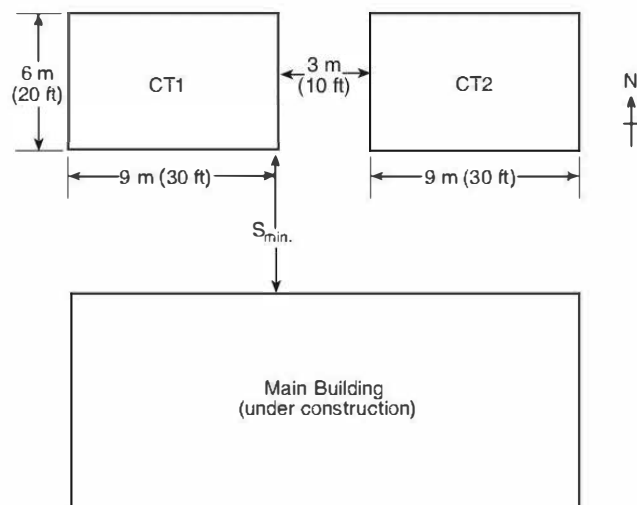 6 m
(20 ft)
CT1
3 m
(10 ft)
CT2
N
9 m (30 ft)
9 m (30 ft)
Smin.
Main Building
(under construction)